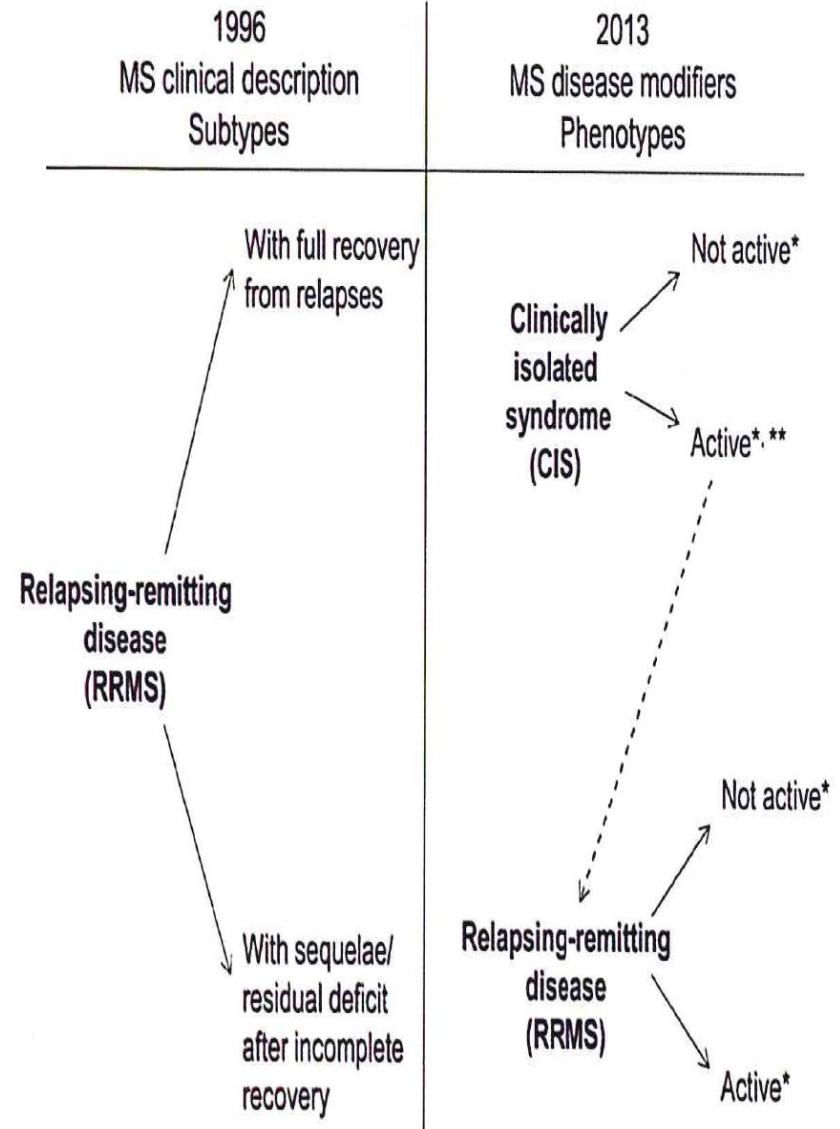 1996
MS clinical description
Subtypes
2013
MS disease modifiers
Phenotypes
With full recovery
from relapses
Relapsing-remitting
disease
(RRMS)
With sequelae/
residual deficit
after incomplete
recovery
Not active*
Clinically
isolated
syndrome
(CIS)
Active*,**
Not active*
Relapsing-remitting
disease
(RRMS)
Active*